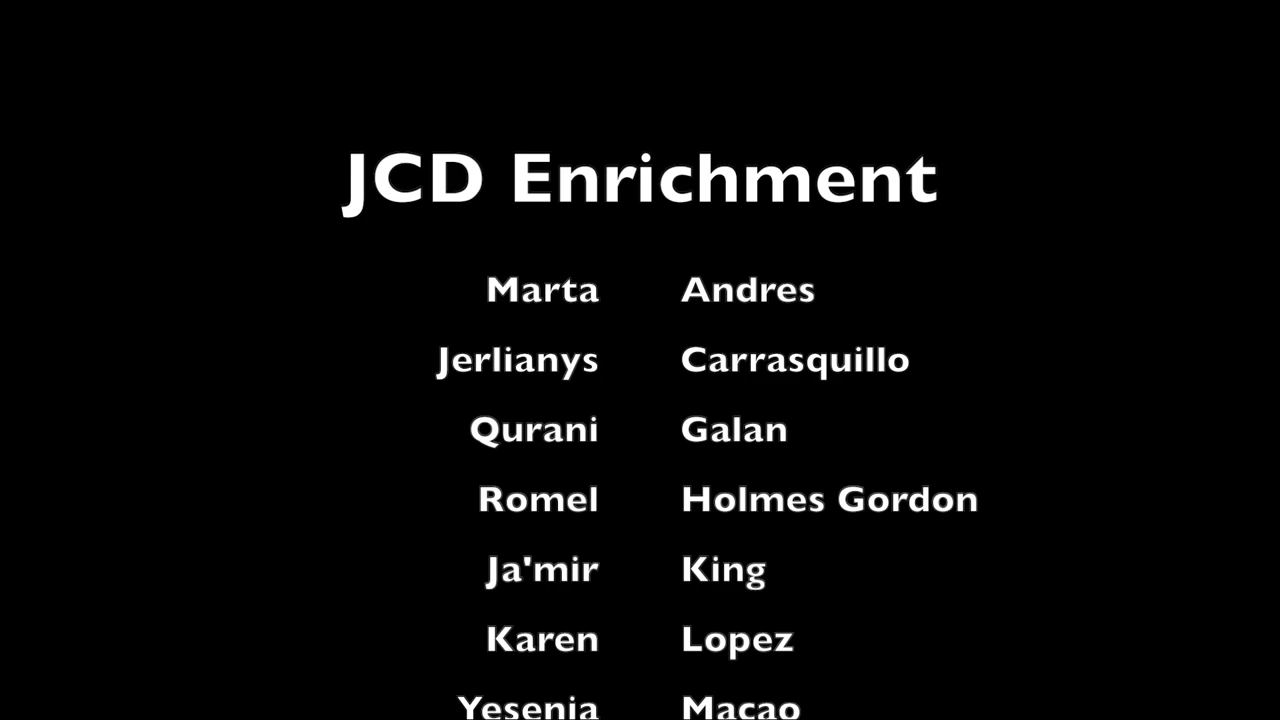 JCD Enrichment
Marta Andres
Jerlianys Carrasquillo
Qurani Galan
Romel Holmes Gordon
Ja'mir King
Karen Lopez
Yesenia Macao